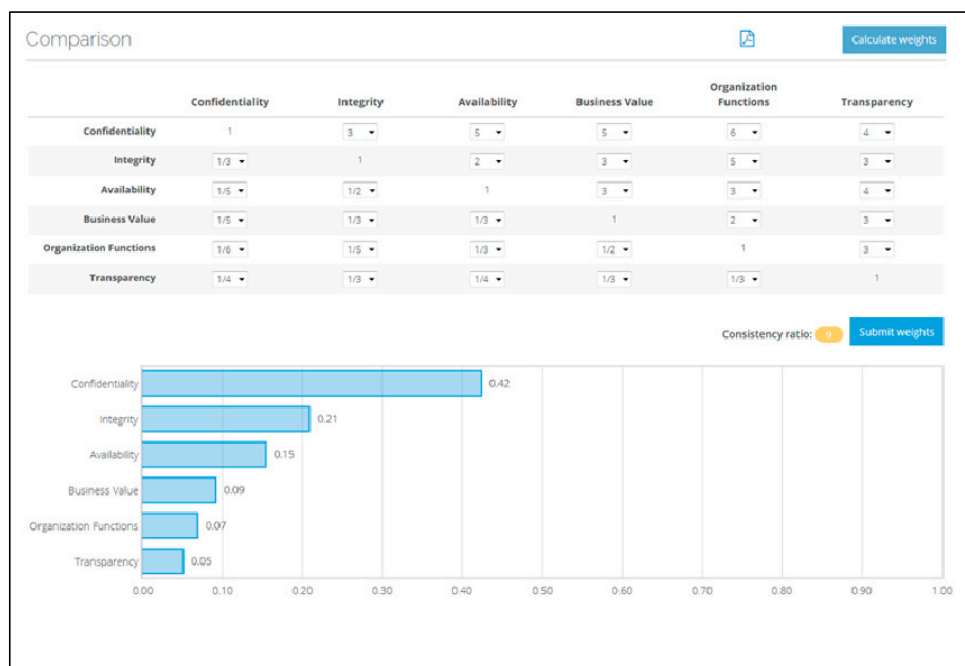 Comparison
Calculate weights
Confidentiality Integrity Availability Business Value Organization Functions Transparency
Confidentiality 1 3 5 5 6 4
Integrity 1/3 1 2 3 5 3
Availability 1/5 1/2 1 3 3 4
Business Value 1/5 1/3 1/3 1 2 3
Organization Functions 1/6 1/5 1/3 1/2 1 3
Transparency 1/4 1/3 1/4 1/3 1/3 1
Consistency ratio: 9 Submit weights
Confidentiality 0.42
Integrity 0.21
Availability 0.15
Business Value 0.09
Organization Functions 0.07
Transparency 0.05
0.00 0.10 0.20 0.30 0.40 0.50 0.60 0.70 0.80 0.90 1.00